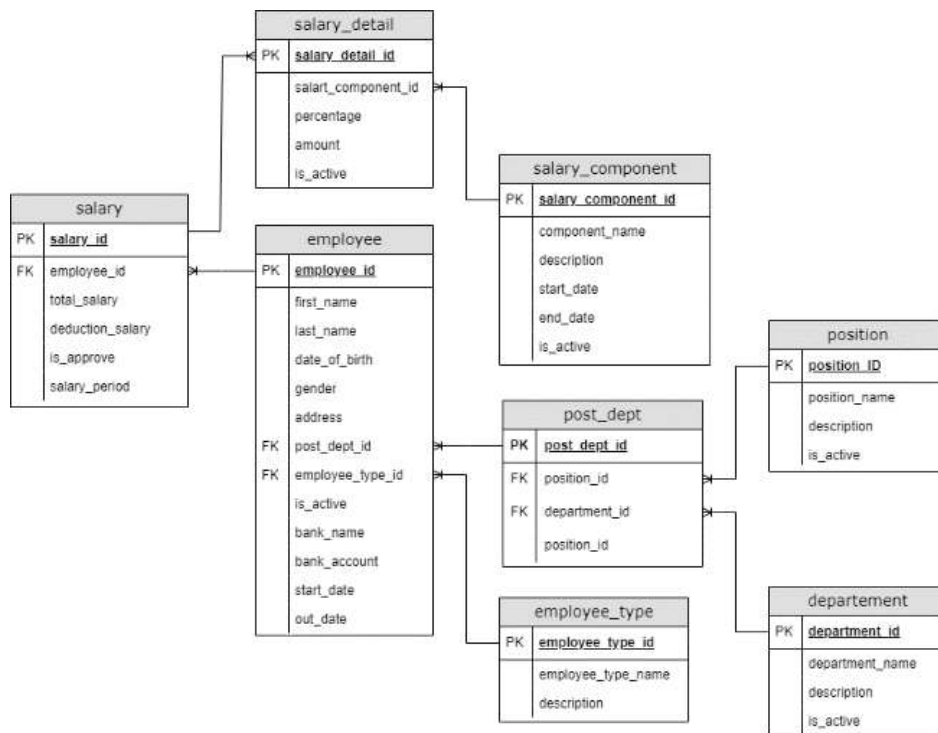 salary_detail
PK salary_detail_id
salart_component_id
percentage
amount
is_active
salary_component
PK salary_component_id
component_name
description
start_date
end_date
is_active
salary
PK salary_id
FK employee_id
total_salary
deduction_salary
is_approve
salary_period
employee
PK employee_id
first_name
last_name
date_of_birth
gender
address
FK post_dept_id
FK employee_type_id
is_active
bank_name
bank_account
start_date
out_date
position
PK position_ID
position_name
description
is_active
post_dept
PK post_dept_id
FK position_id
FK department_id
position_id
employee_type
PK employee_type_id
employee_type_name
description
departement
PK department_id
department_name
description
is_active